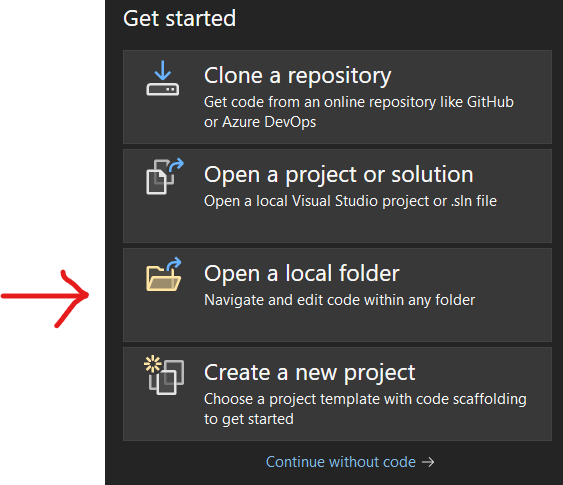 Get started
Clone a repository
Get code from an online repository like GitHub
or Azure DevOps
Open a project or solution
Open a local Visual Studio project or .sln file
Open a local folder
Navigate and edit code within any folder
Create a new project
Choose a project template with code scaffolding
to get started
Continue without code →